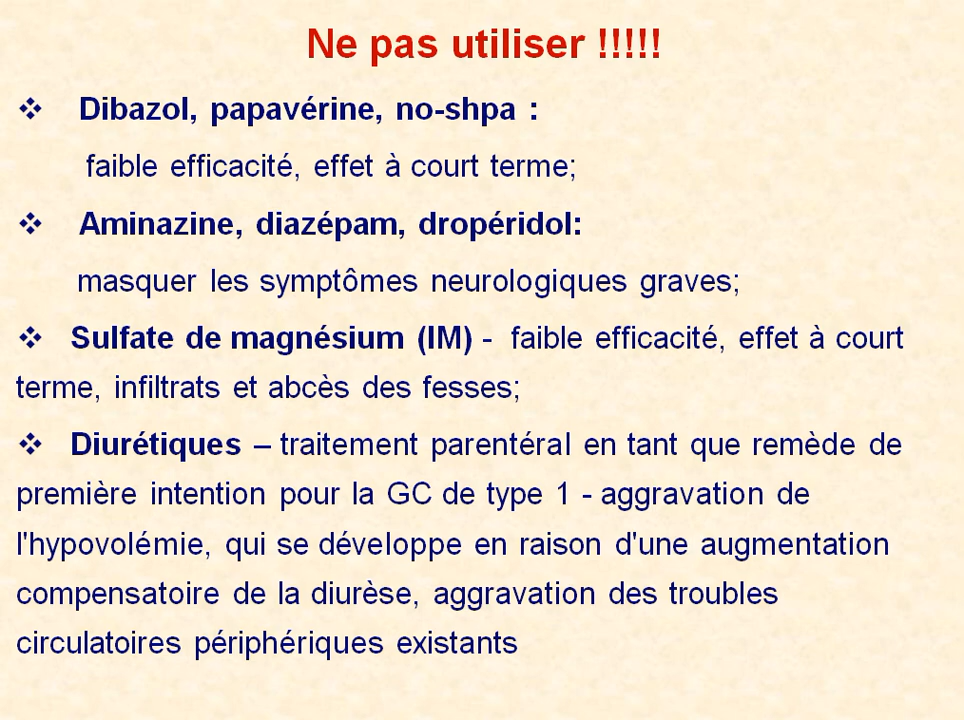 Ne pas utiliser !!!!!
❖ Dibazol, papavérine, no-shpa :
faible efficacité, effet à court terme;
❖ Aminazine, diazépam, dropéridol:
masquer les symptômes neurologiques graves;
❖ Sulfate de magnésium (IM) - faible efficacité, effet à court
terme, infiltrats et abcès des fesses;
❖ Diurétiques – traitement parentéral en tant que remède de
première intention pour la GC de type 1 - aggravation de
l'hypovolémie, qui se développe en raison d'une augmentation
compensatoire de la diurèse, aggravation des troubles
circulatoires périphériques existants